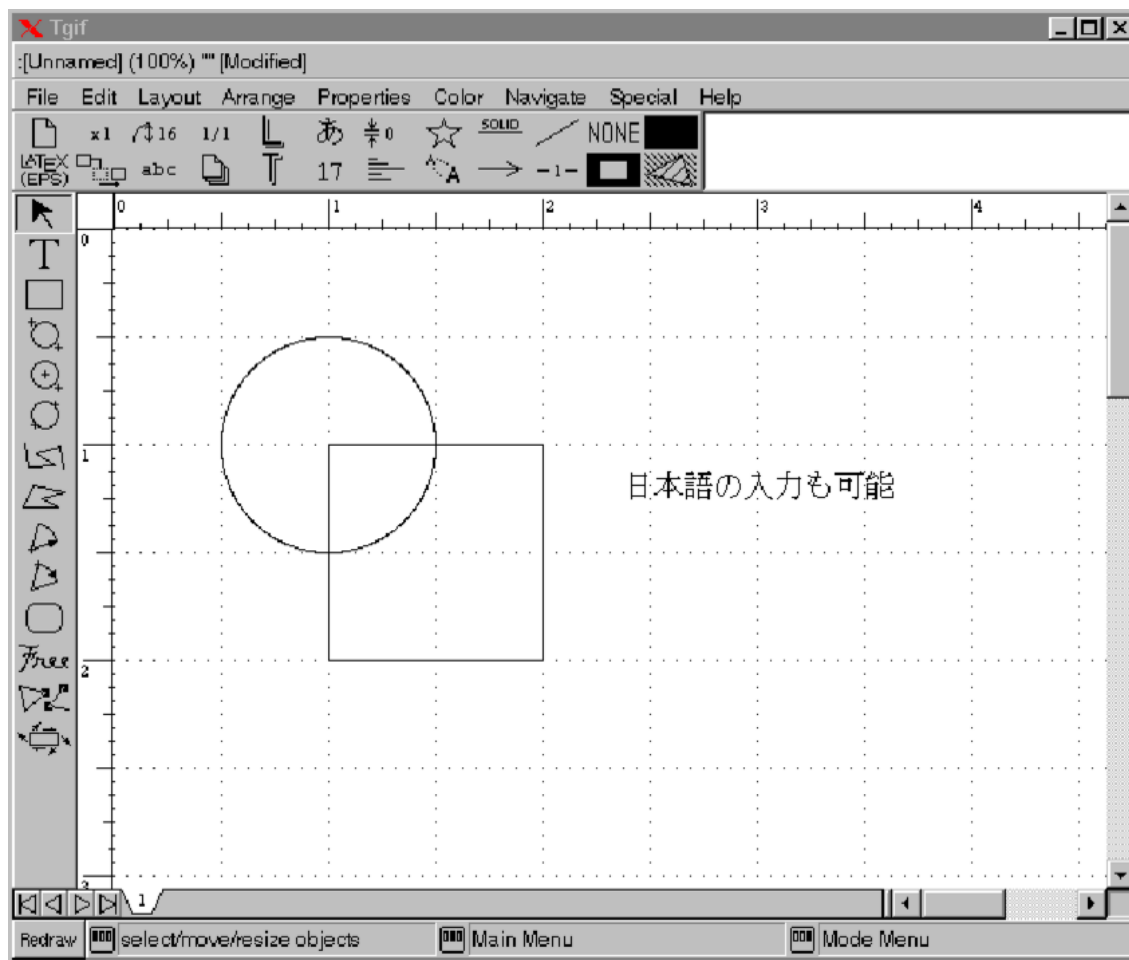 Tgif
:[Unnamed] (100%) "" [Modified]
File Edit Layout Arrange Properties Color Navigate Special Help
x1 16 1/1 あ 0 SOLID NONE
LATEX (EPS) abc 17 A A -1-
0 1 2 3 4
T
0
1
2
3
日本語の入力も可能
Free
1
Redraw select/move/resize objects Main Menu Mode Menu